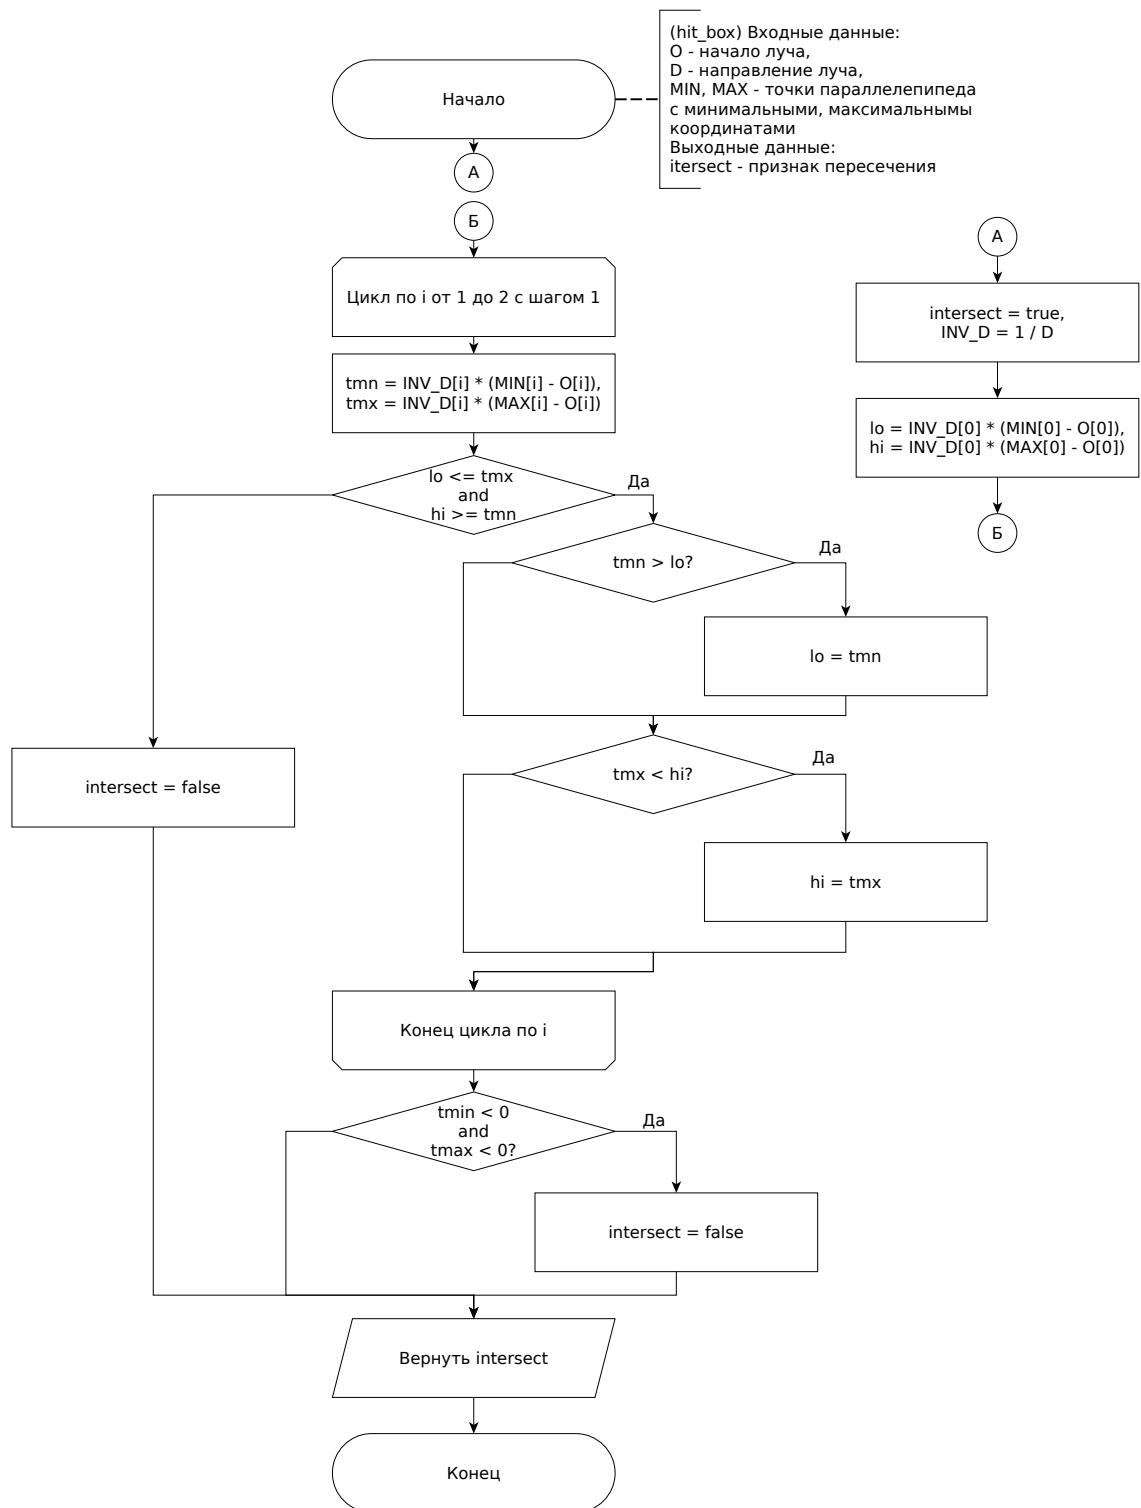 (hit_box) Входные данные:
O - начало луча,
D - направление луча,
MIN, MAX - точки параллелепипеда
с минимальными, максимальнымы
координатами
Выходные данные:
itersect - признак пересечения
Начало
А
Б
Цикл по i от 1 до 2 с шагом 1
tmn = INV_D[i] * (MIN[i] - O[i]),
tmx = INV_D[i] * (MAX[i] - O[i])
lo <= tmx
and
hi >= tmn
Да
tmn > lo?
Да
lo = tmn
tmx < hi?
Да
hi = tmx
intersect = false
Конец цикла по i
tmin < 0
and
tmax < 0?
Да
intersect = false
Вернуть intersect
Конец
А
intersect = true,
INV_D = 1 / D
lo = INV_D[0] * (MIN[0] - O[0]),
hi = INV_D[0] * (MAX[0] - O[0])
Б